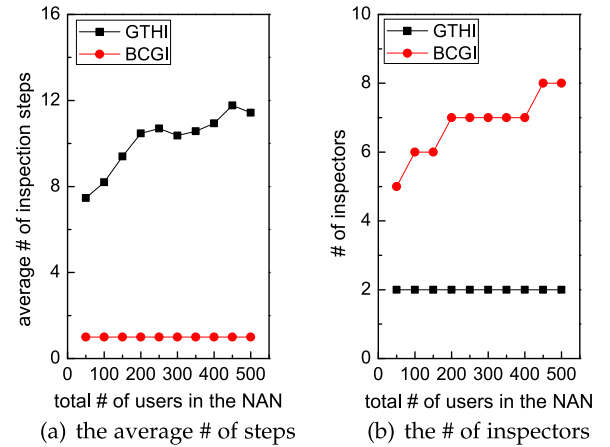 GTHI
BCGI
16
12
8
4
0
average # of inspection steps
0 100 200 300 400 500
total # of users in the NAN
(a) the average # of steps
GTHI
BCGI
10
8
6
4
2
0
# of inspectors
0 100 200 300 400 500
total # of users in the NAN
(b) the # of inspectors